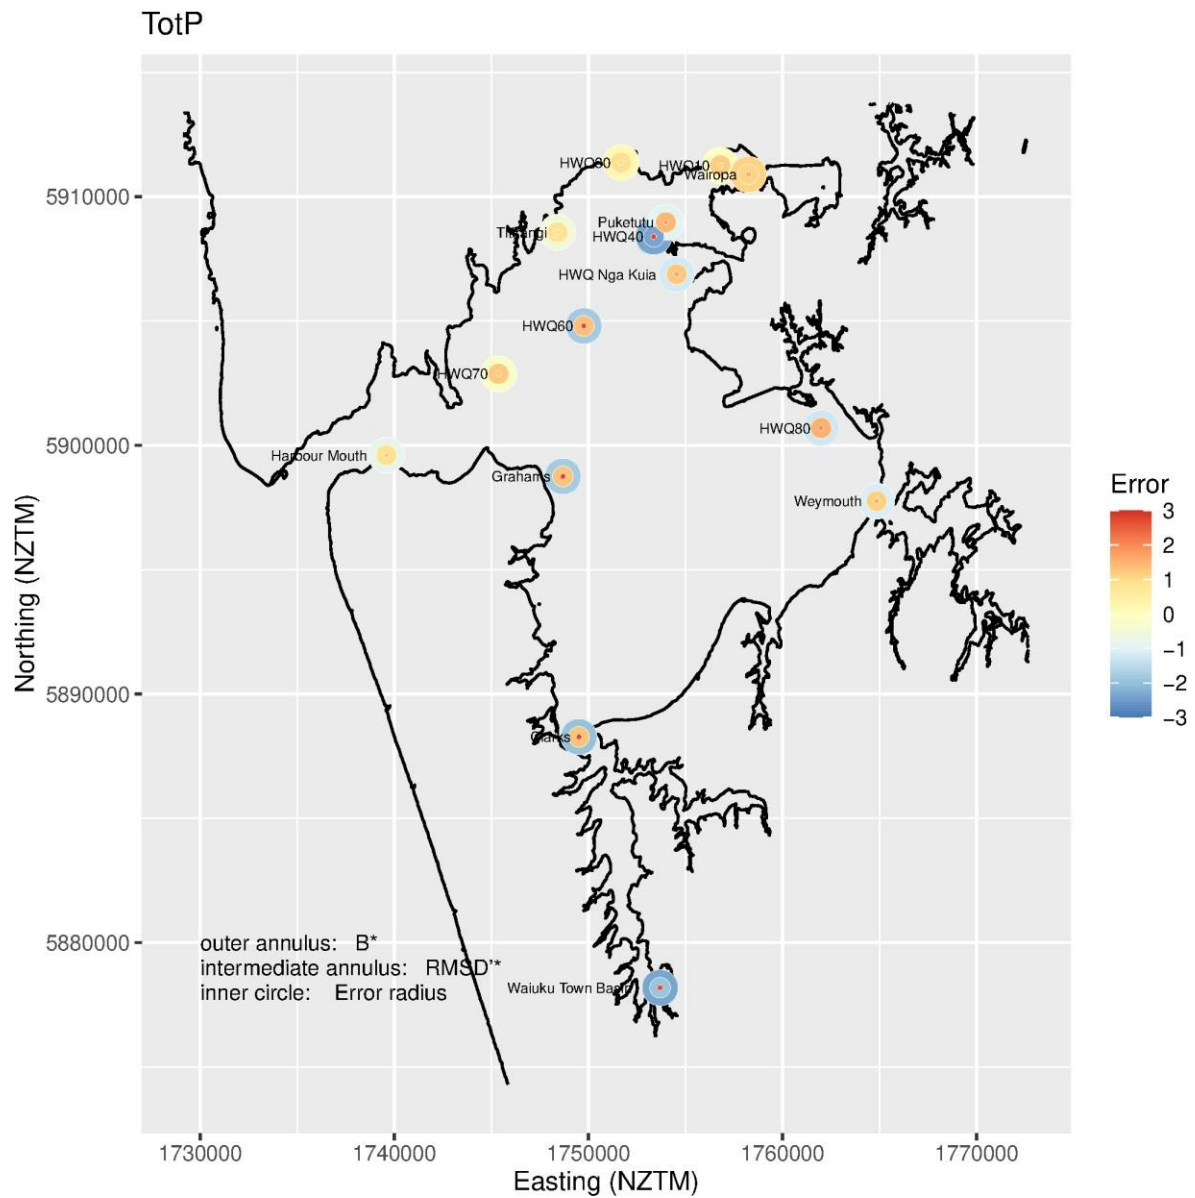 TotP
HWQ10
Wairopa
5910000
Puketutu
HWQ40
HWQ Nga Kuia
HWQ60
HWQ70
HWQ80
5900000
Harbour Mouth
Grahams
Weymouth
Error
3
2
1
0
−1
−2
−3
Northing (NZTM)
5890000
Clarks
5880000
outer annulus: B*
intermediate annulus: RMSD'*
inner circle: Error radius
Waiuku Town Basin
1730000
1740000
1750000
1760000
1770000
Easting (NZTM)